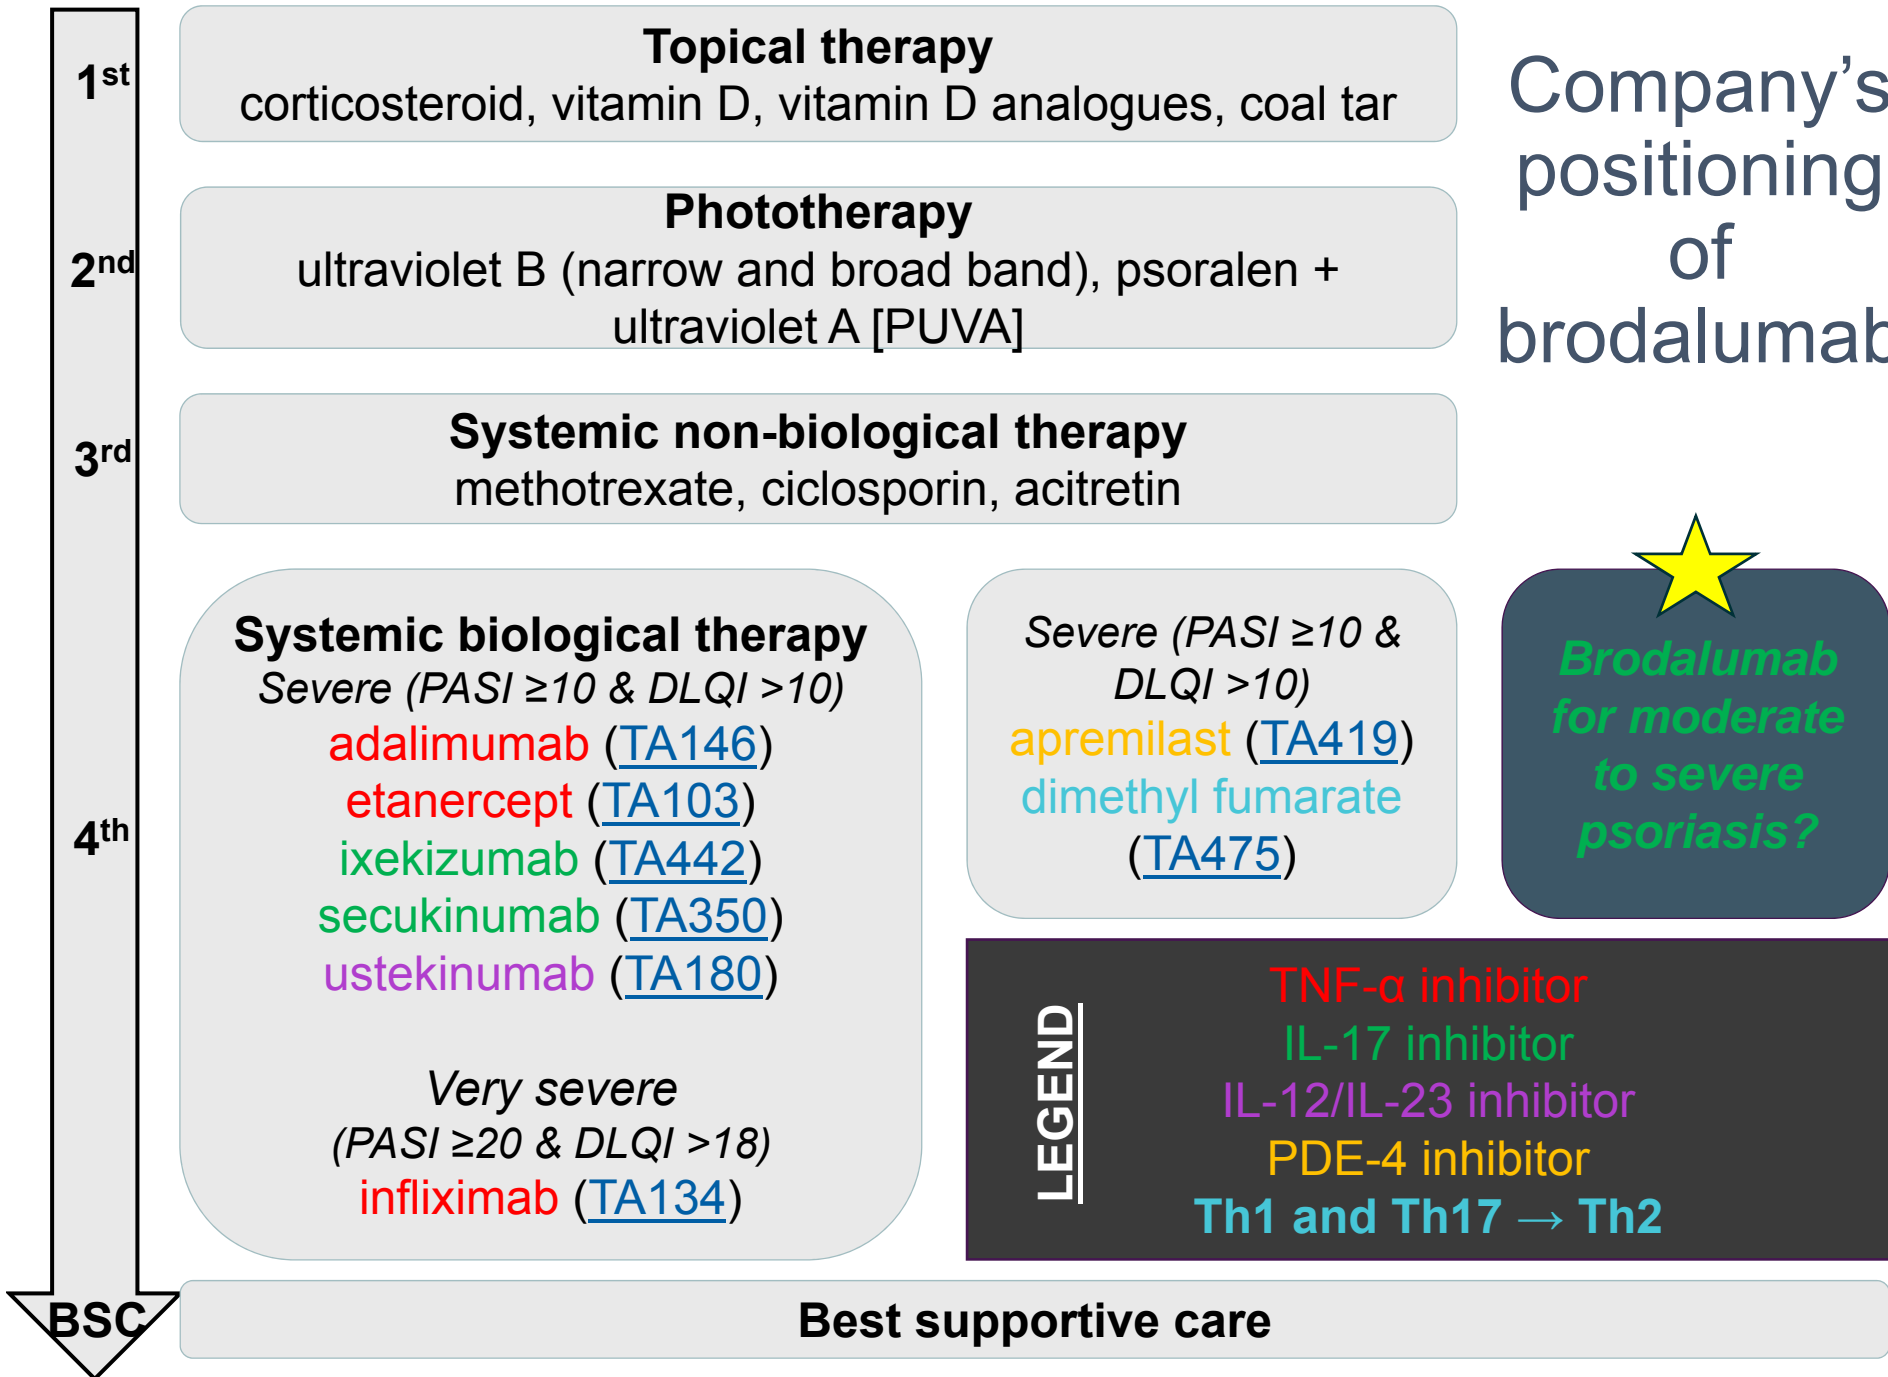 1st
Topical therapy
corticosteroid, vitamin D, vitamin D analogues, coal tar
Company's
positioning
of
brodalumab
2nd
Phototherapy
ultraviolet B (narrow and broad band), psoralen +
ultraviolet A [PUVA]
3rd
Systemic non-biological therapy
methotrexate, ciclosporin, acitretin
4th
Systemic biological therapy
Severe (PASI ≥10 & DLQI >10)
adalimumab (TA146)
etanercept (TA103)
ixekizumab (TA442)
secukinumab (TA350)
ustekinumab (TA180)
Very severe
(PASI ≥20 & DLQI >18)
infliximab (TA134)
Severe (PASI ≥10 &
DLQI >10)
apremilast (TA419)
dimethyl fumarate
(TA475)
Brodalumab
for moderate
to severe
psoriasis?
LEGEND
TNF-α inhibitor
IL-17 inhibitor
IL-12/IL-23 inhibitor
PDE-4 inhibitor
Th1 and Th17 → Th2
BSC
Best supportive care